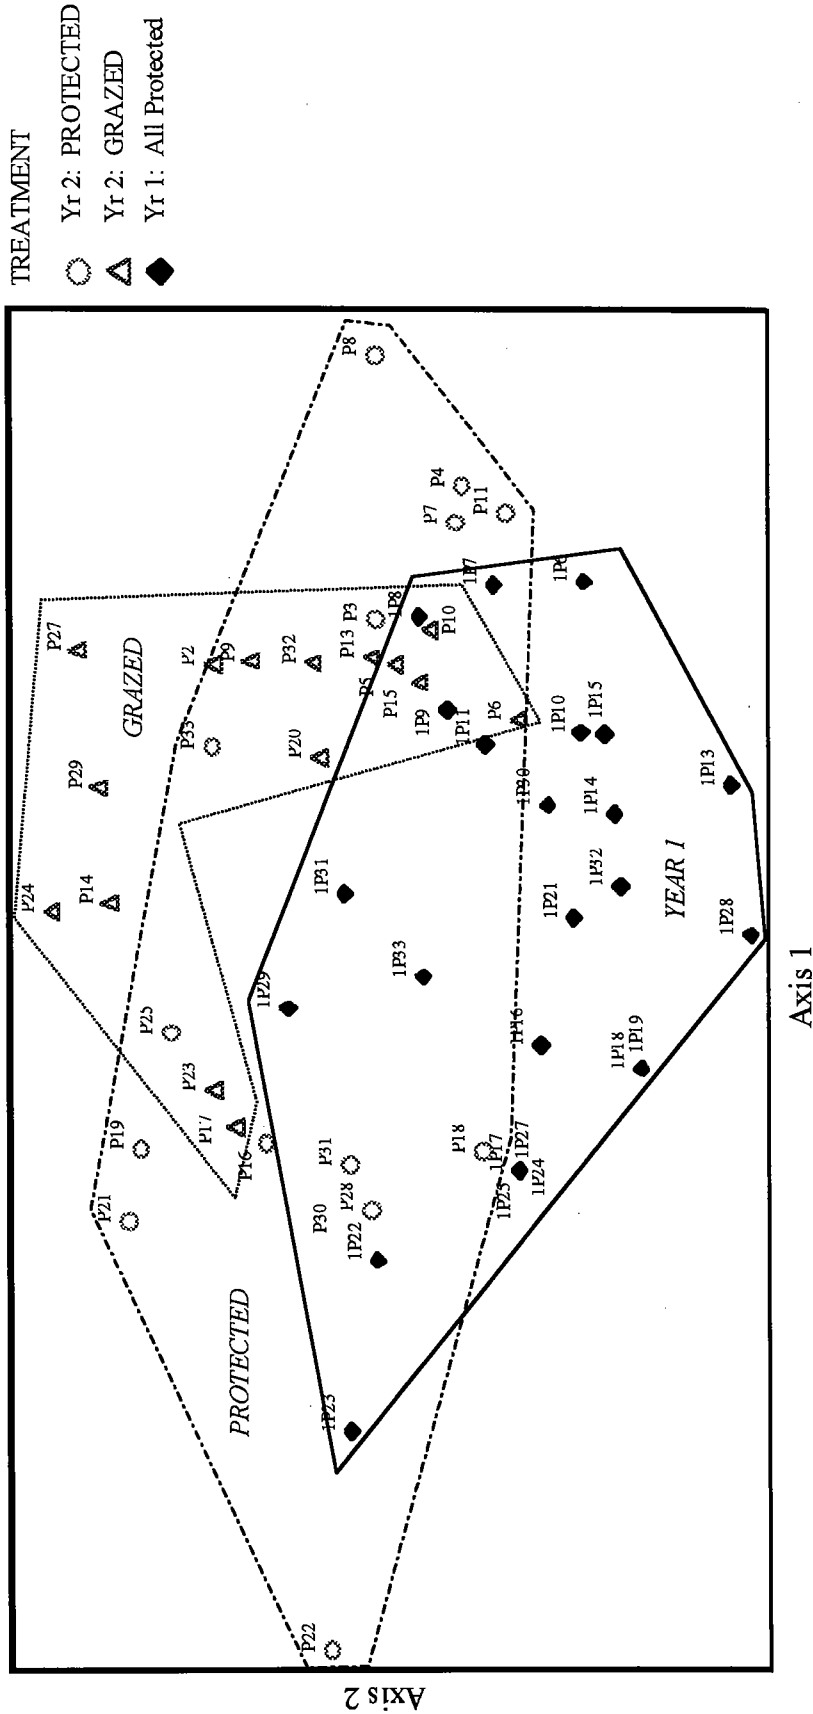 TREATMENT
Yr 2: PROTECTED
Yr 2: GRAZED
Yr 1: All Protected
P8
P4
P7
P11
1P7
1P6
P3
1P8
P10
P27
GRAZED
P2
P9
P32
P13
P5
P15
1P9
1P11
P6
1P10
1P15
P33
P20
P29
1P30
1P14
1P13
P24
P14
1P31
1P32
YEAR 1
1P21
1P28
1P33
1P29
P25
1P16
1P18
1P19
P23
P17
P19
P16
P31
P18
1P17
1P27
P28
1P25
1P24
P21
P30
1P22
PROTECTED
1P23
P22
Axis 1
Axis 2